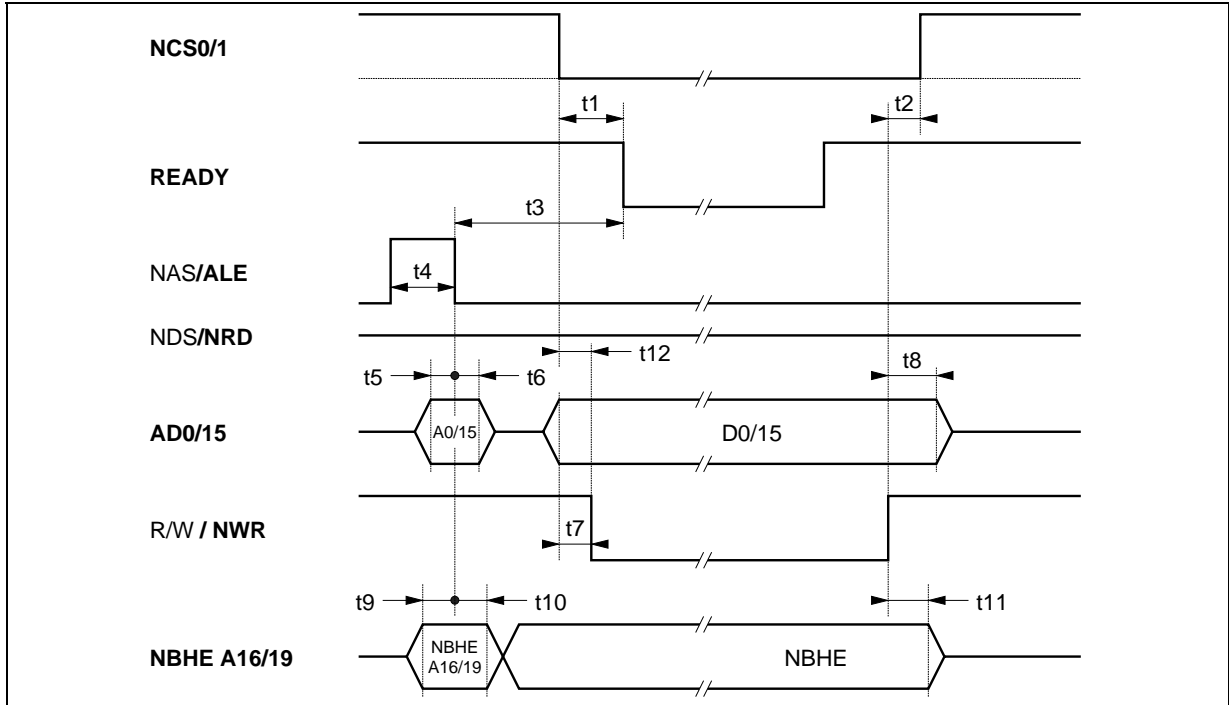 NCS0/1
t1
t2
READY
t3
NAS/ALE
t4
NDS/NRD
t12
t5
t6
t8
AD0/15
A0/15
D0/15
R/W / NWR
t7
t9
t10
t11
NBHE A16/19
NBHE
A16/19
NBHE